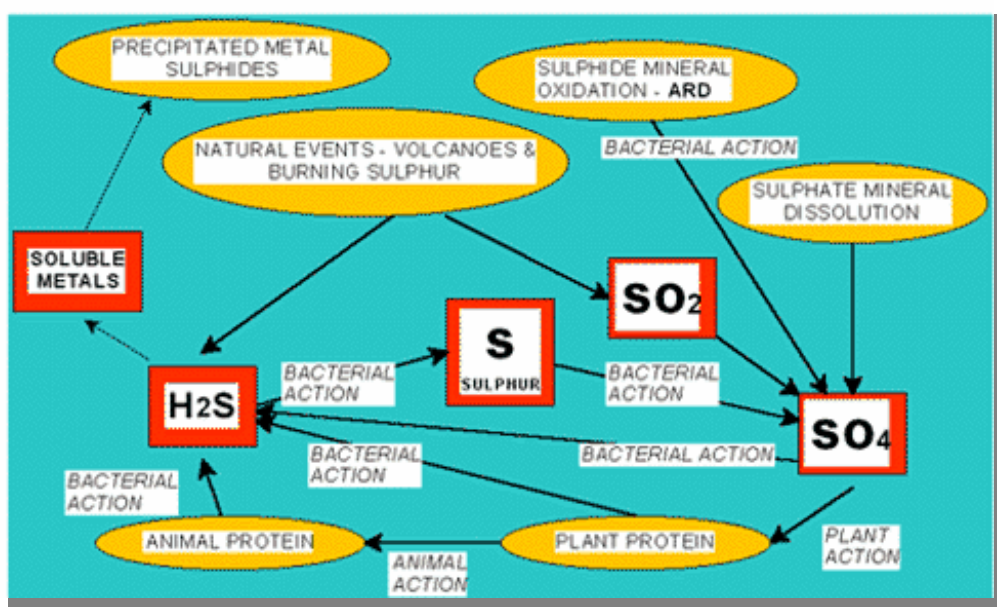 PRECIPITATED METAL
SULPHIDES
SULPHIDE MINERAL
OXIDATION - ARD
NATURAL EVENTS - VOLCANOES &
BURNING SULPHUR
BACTERIAL ACTION
SULPHATE MINERAL
DISSOLUTION
SOLUBLE
METALS
SO2
S
SULPHUR
BACTERIAL
ACTION
BACTERIAL
ACTION
H2S
SO4
BACTERIAL
ACTION
BACTERIAL ACTION
BACTERIAL
ACTION
ANIMAL PROTEIN
PLANT PROTEIN
PLANT
ACTION
ANIMAL
ACTION